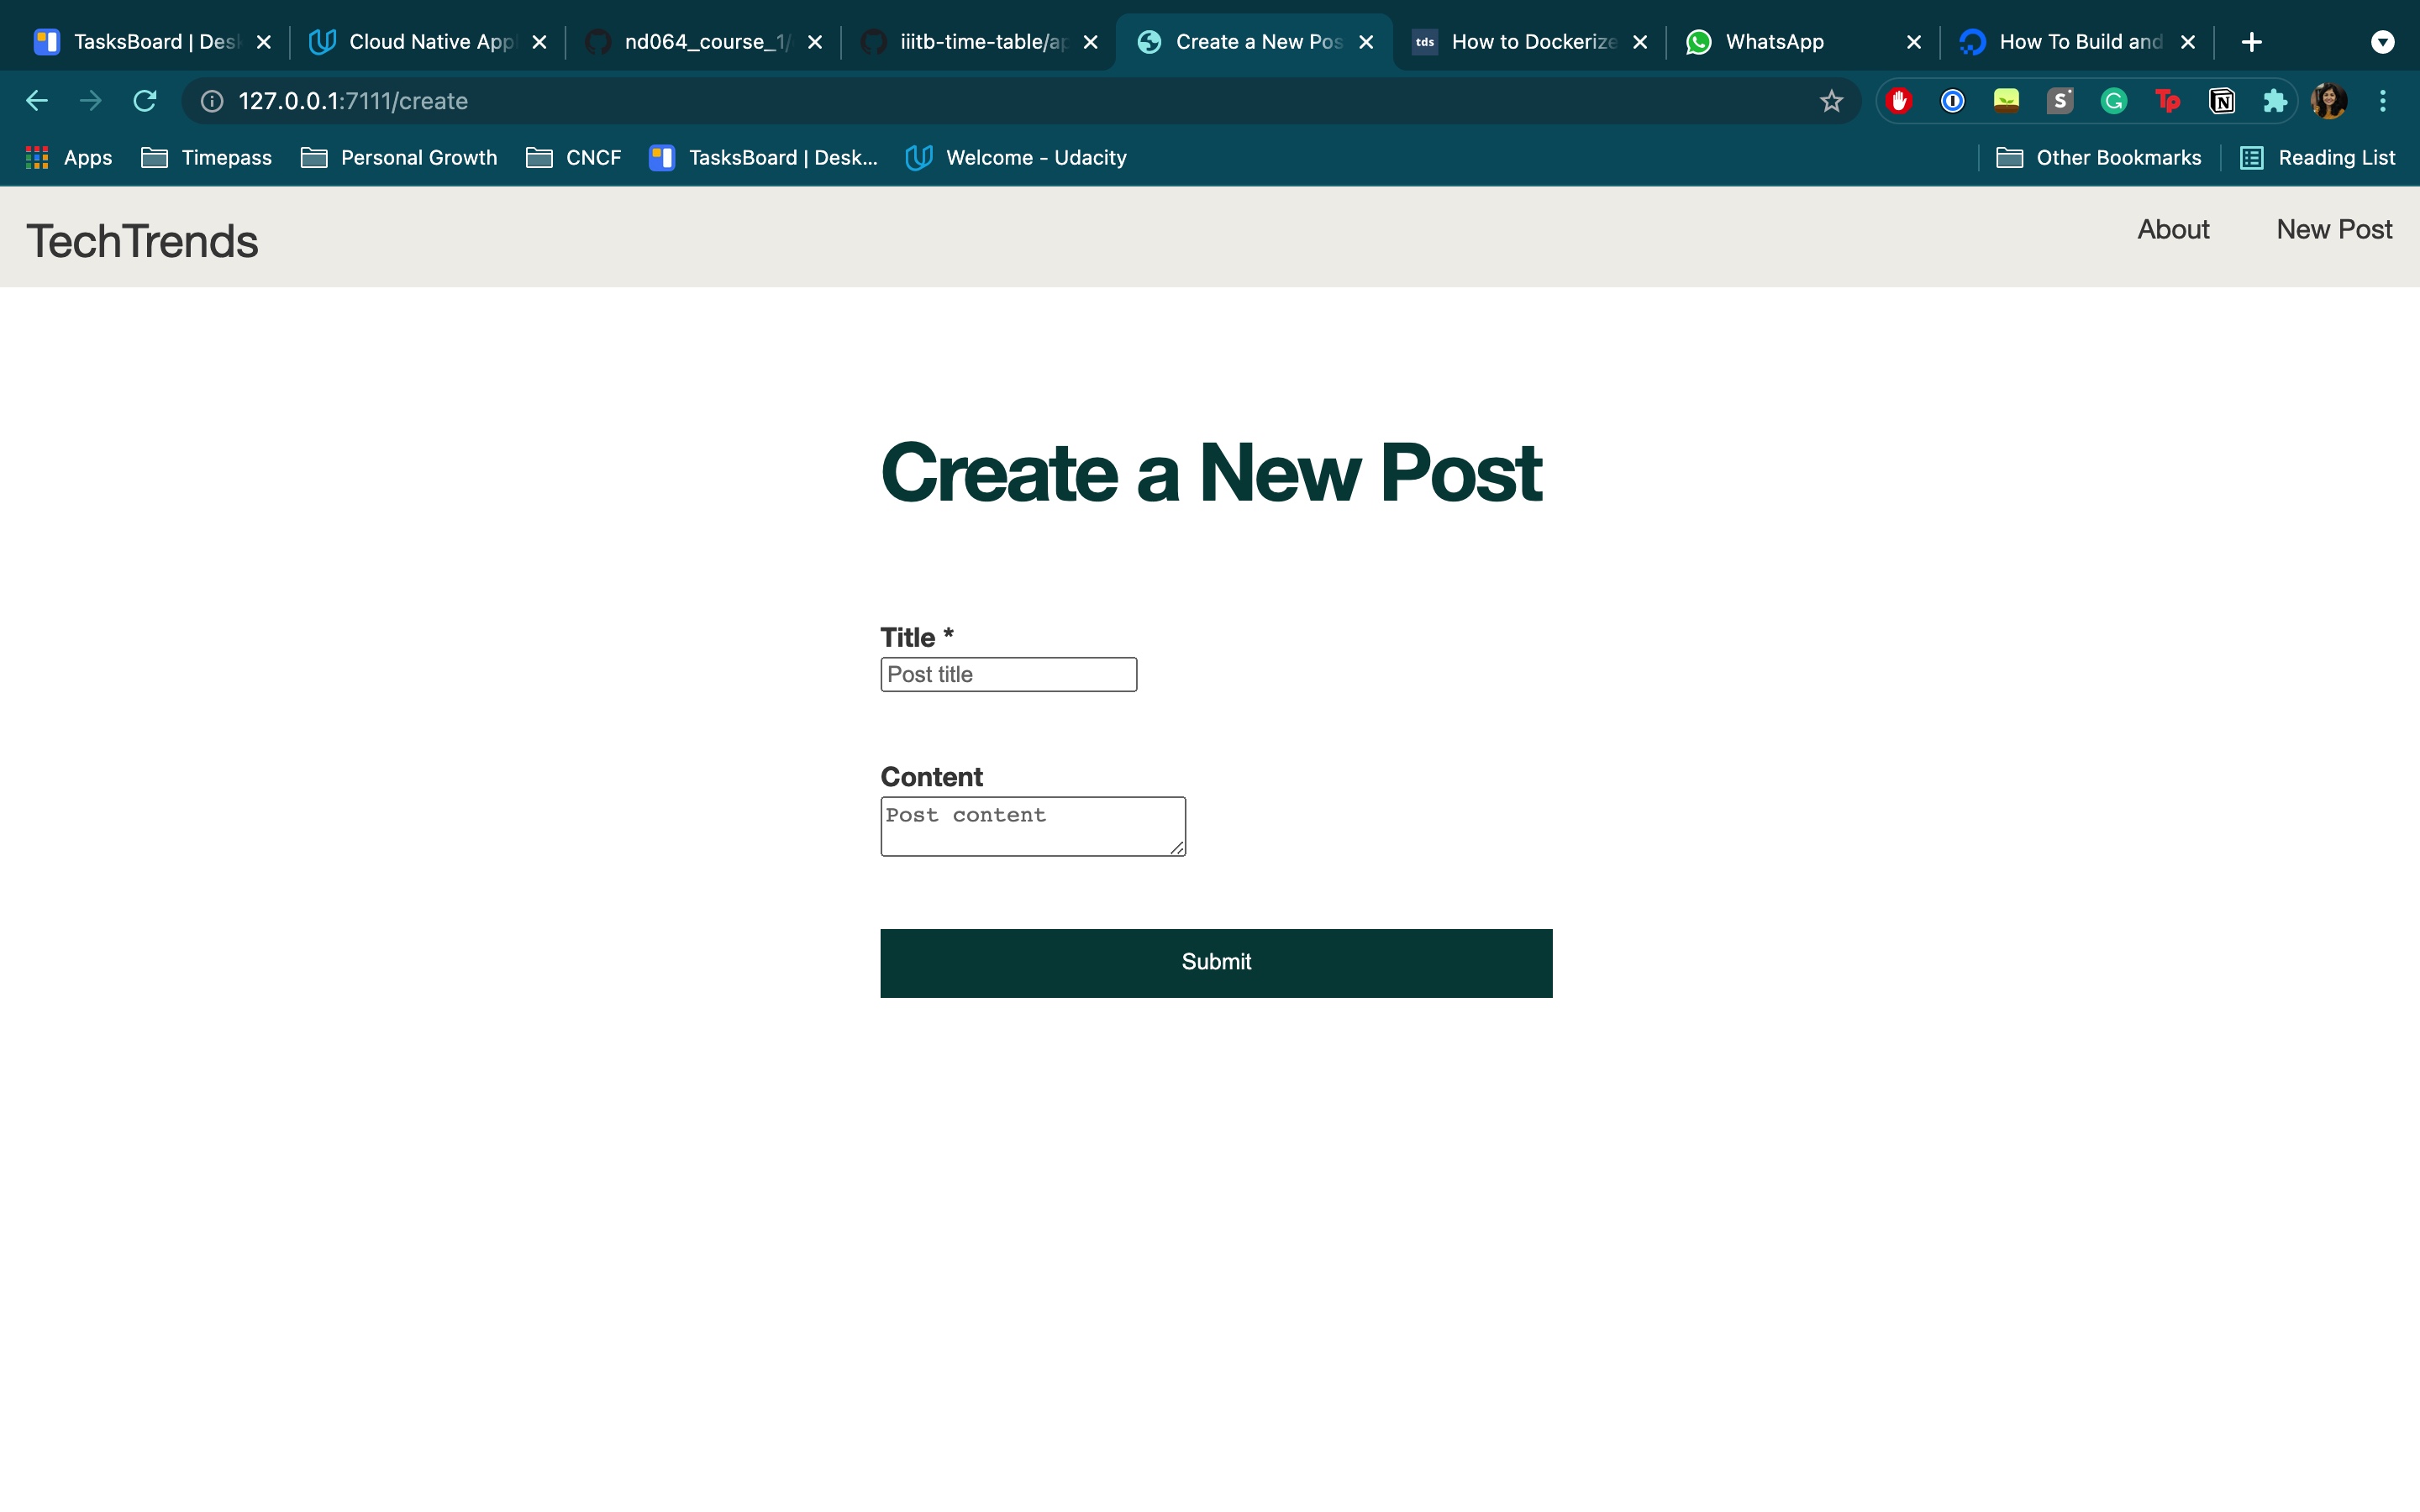 TasksBoard | Desk
Cloud Native App
nd064_course_1/
iiitb-time-table/ap
Create a New Pos
tds
How to Dockerize
WhatsApp
How To Build and
127.0.0.1:7111/create
Apps
Timepass
Personal Growth
CNCF
TasksBoard | Desk...
Welcome - Udacity
Other Bookmarks
Reading List
TechTrends
About
New Post
Create a New Post
Title *
Post title
Content
Post content
Submit